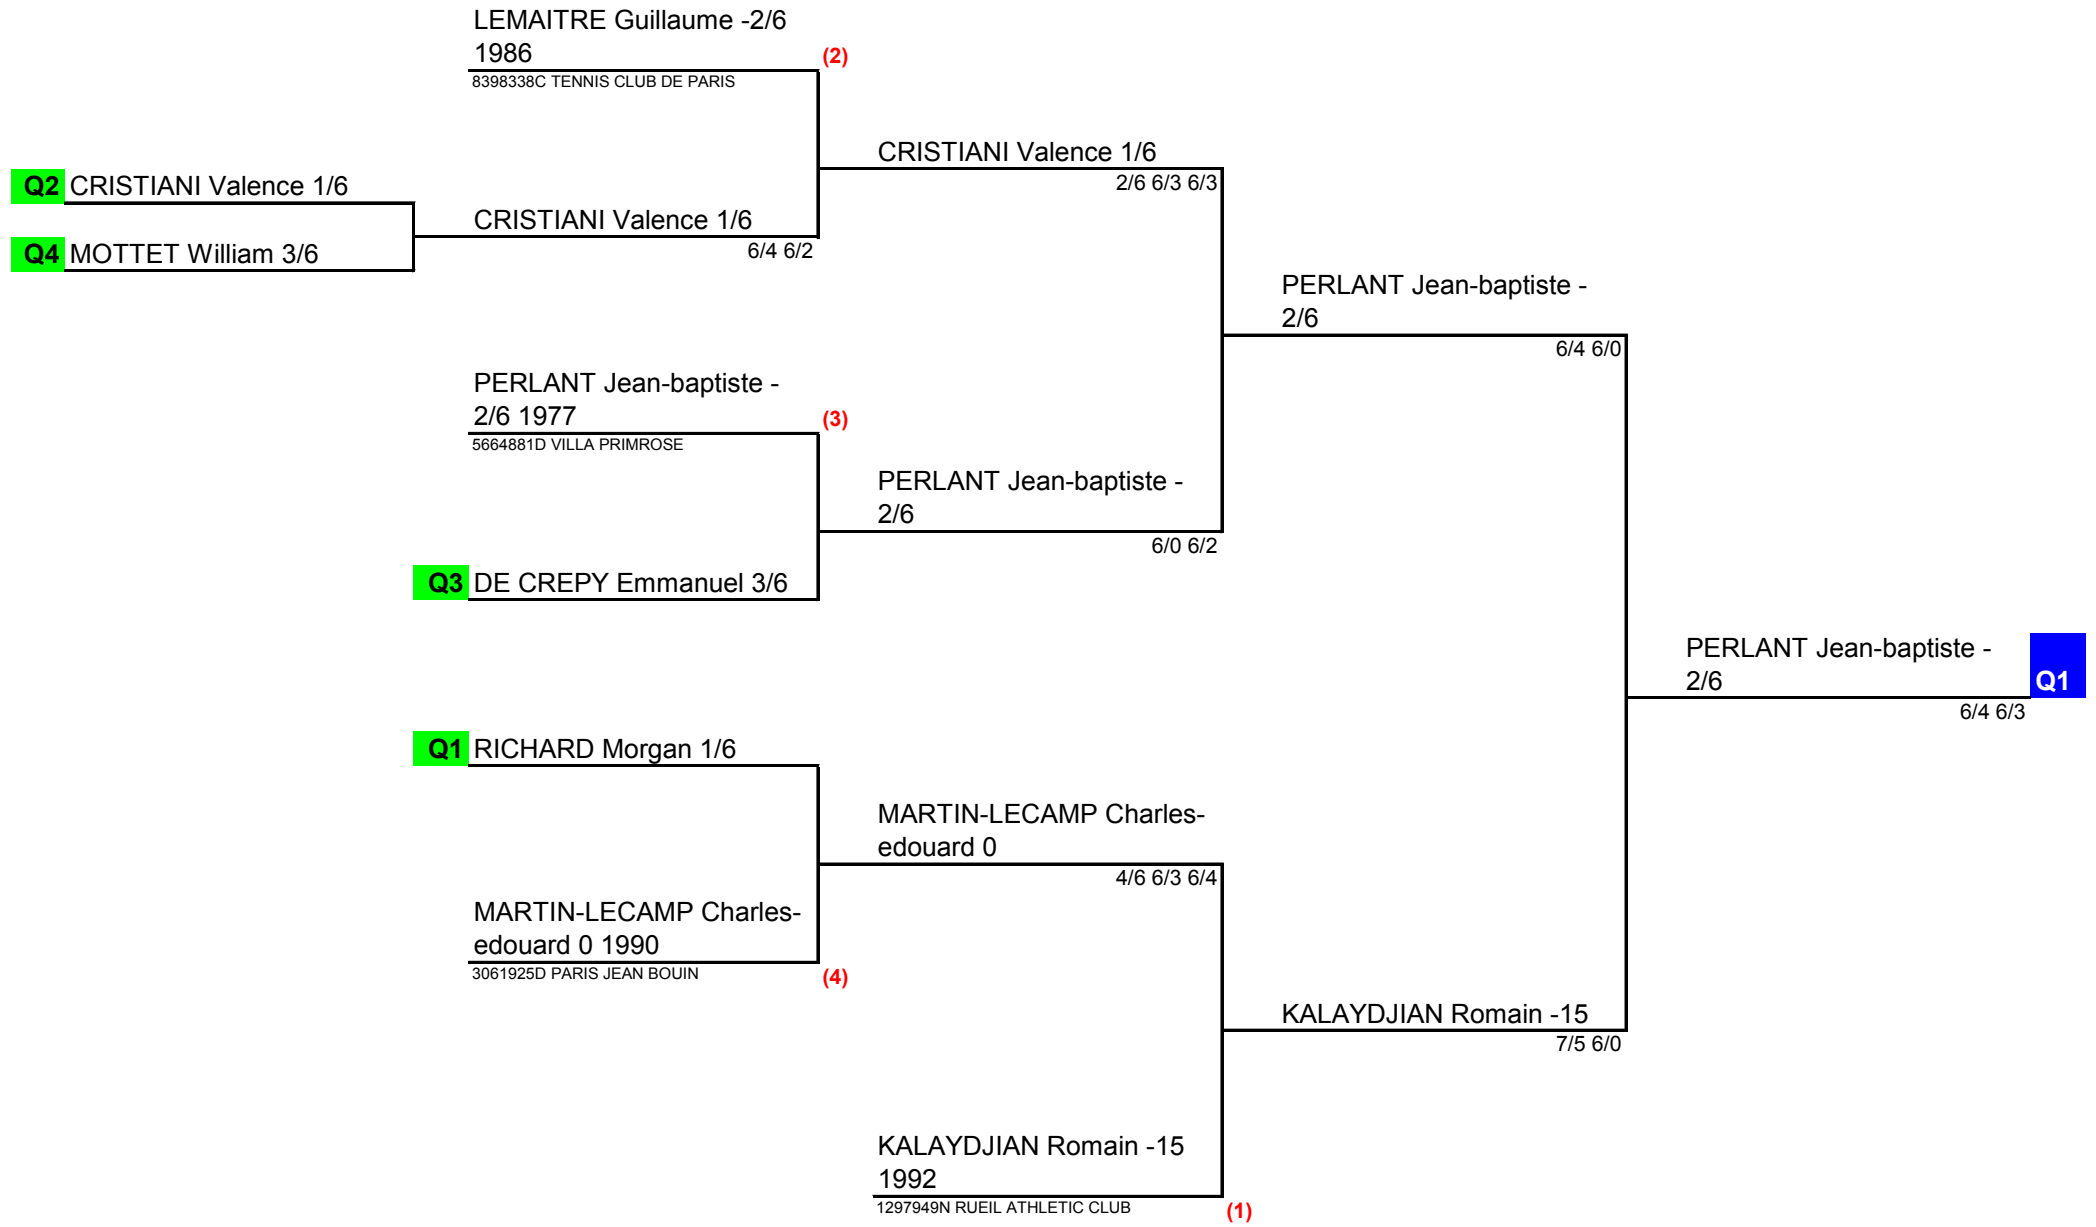 LEMAITRE Guillaume -2/6
1986
(2)
8398338C TENNIS CLUB DE PARIS
CRISTIANI Valence 1/6
2/6 6/3 6/3
Q2 CRISTIANI Valence 1/6
CRISTIANI Valence 1/6
6/4 6/2
Q4 MOTTET William 3/6
PERLANT Jean-baptiste -
2/6
6/4 6/0
PERLANT Jean-baptiste -
2/6 1977
(3)
5664881D VILLA PRIMROSE
PERLANT Jean-baptiste -
2/6
6/0 6/2
Q3 DE CREPY Emmanuel 3/6
PERLANT Jean-baptiste -
2/6
Q1
6/4 6/3
Q1 RICHARD Morgan 1/6
MARTIN-LECAMP Charles-
edouard 0
4/6 6/3 6/4
MARTIN-LECAMP Charles-
edouard 0 1990
3061925D PARIS JEAN BOUIN
(4)
KALAYDJIAN Romain -15
7/5 6/0
KALAYDJIAN Romain -15
1992
1297949N RUEIL ATHLETIC CLUB
(1)